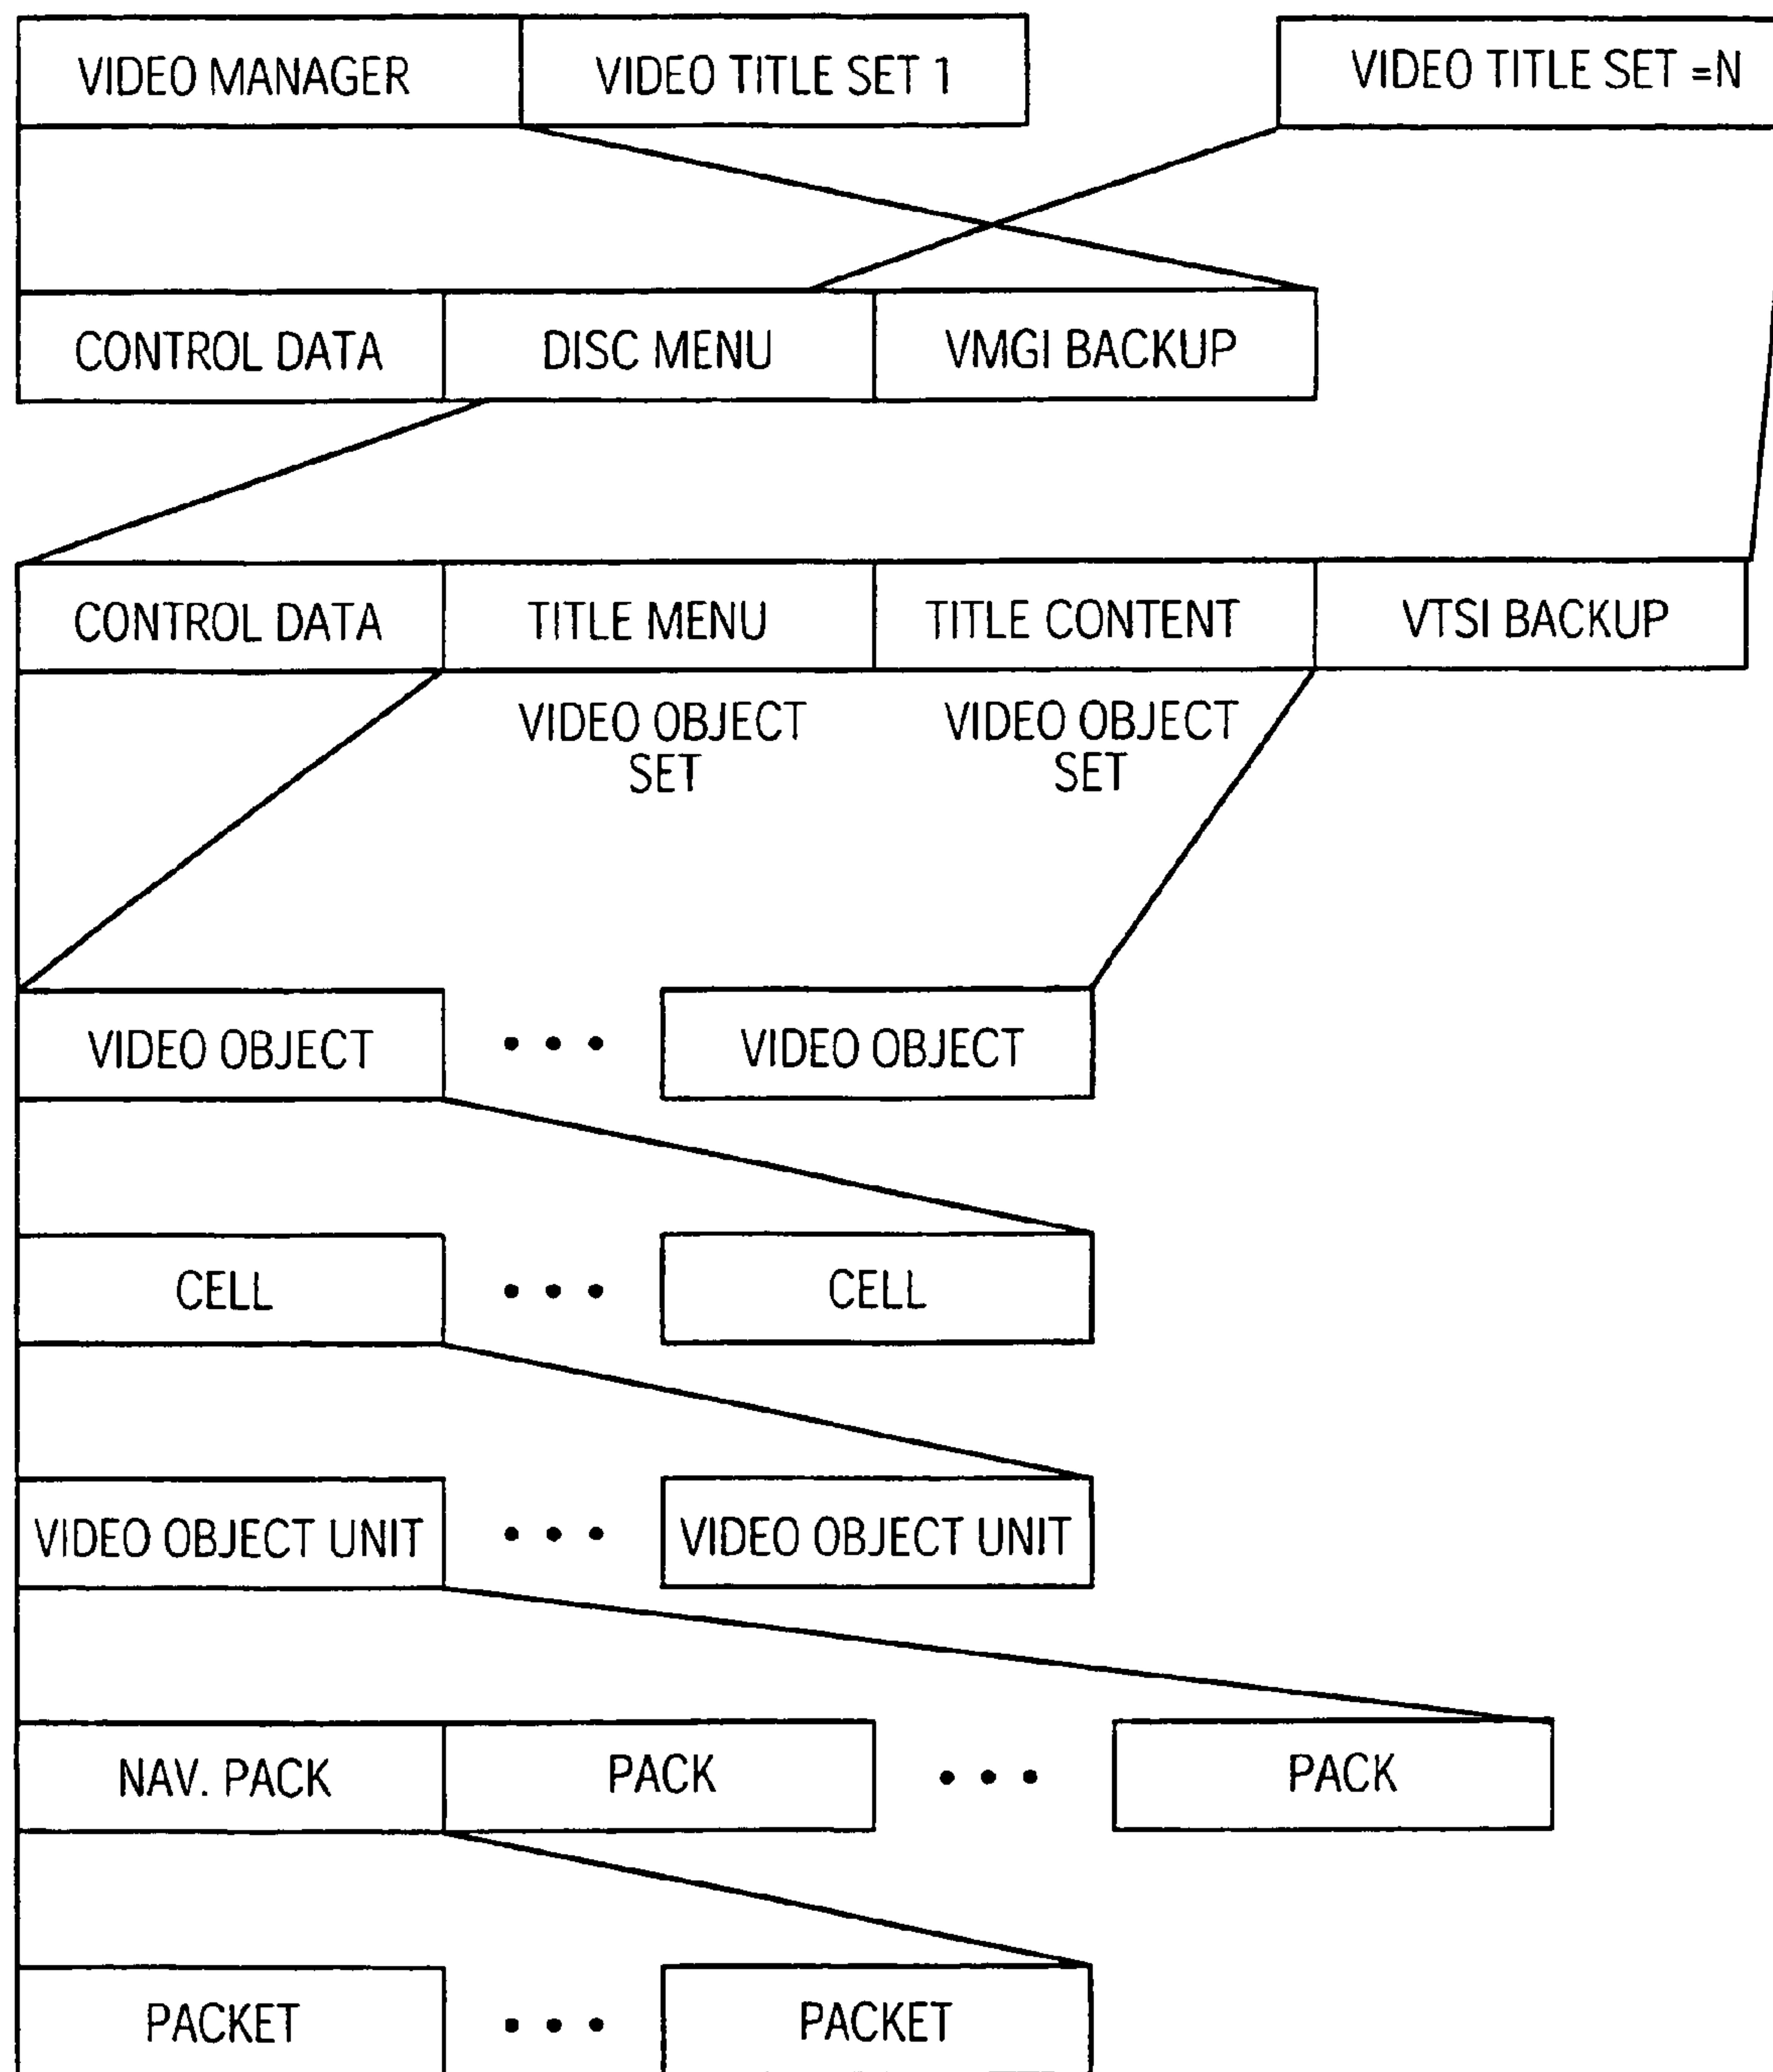 VIDEO MANAGER
VIDEO TITLE SET 1
VIDEO TITLE SET =N
CONTROL DATA
DISC MENU
VMGI BACKUP
CONTROL DATA
TITLE MENU
TITLE CONTENT
VTSI BACKUP
VIDEO OBJECT
SET
VIDEO OBJECT
SET
VIDEO OBJECT
• • •
VIDEO OBJECT
CELL
• • •
CELL
VIDEO OBJECT UNIT
• • •
VIDEO OBJECT UNIT
NAV. PACK
PACK
• • •
PACK
PACKET
• • •
PACKET